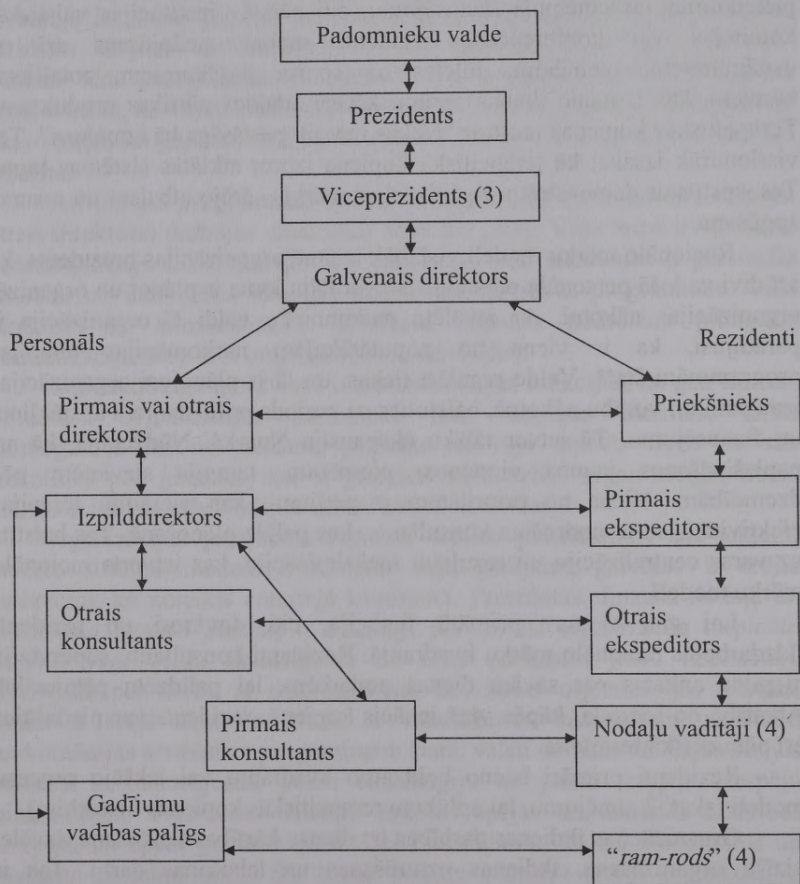 Padomnieku valde
Prezidents
Viceprezidents (3)
Galvenais direktors
Personāls
Rezidenti
Pirmais vai otrais
direktors
Priekšnieks
Izpilddirektors
Pirmais
ekspeditors
Otrais
konsultants
Otrais
ekspeditors
Pirmais
konsultants
Nodaļu vadītāji (4)
Gadījumu
vadības palīgs
“ram-rods” (4)